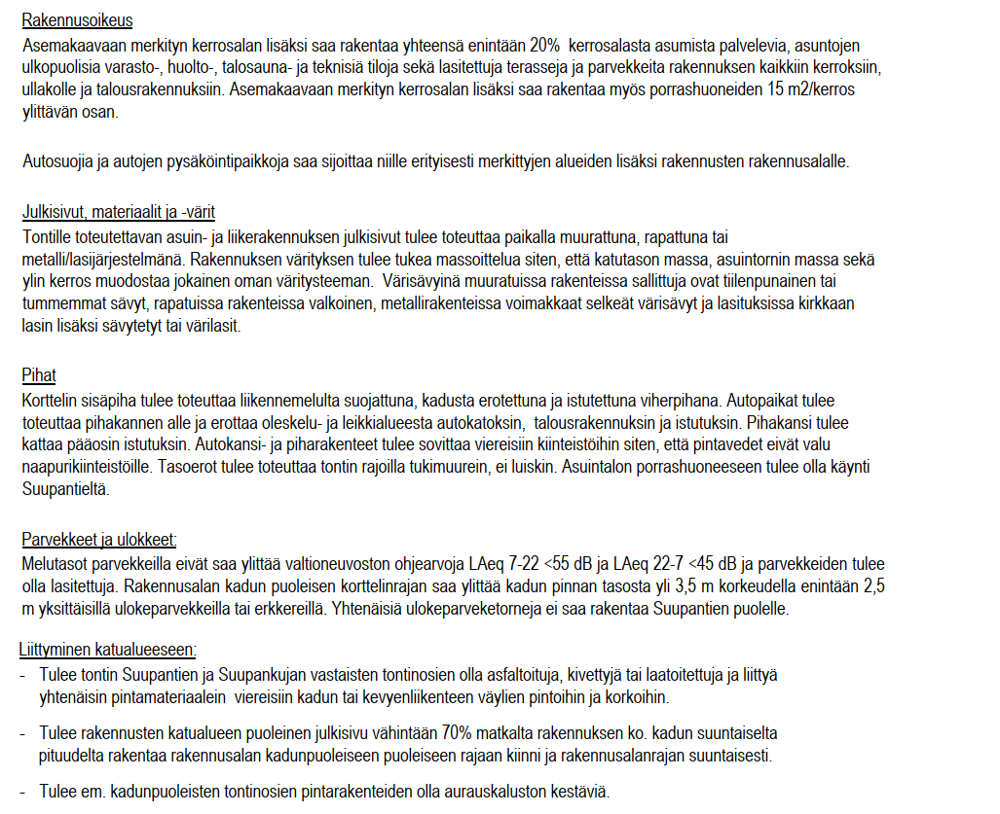 Rakennusoikeus
Asemakaavaan merkityn kerrosalan lisäksi saa rakentaa yhteensä enintään 20% kerrosalasta asumista palvelevia, asuntojen
ulkopuolisia varasto-, huolto-, talosauna- ja teknisiä tiloja sekä lasitettuja terasseja ja parvekkeita rakennuksen kaikkiin kerroksiin,
ullakolle ja talousrakennuksiin. Asemakaavaan merkityn kerrosalan lisäksi saa rakentaa myös porrashuoneiden 15 m2/kerros
ylittävän osan.
Autosuojia ja autojen pysäköintipaikkoja saa sijoittaa niille erityisesti merkittyjen alueiden lisäksi rakennusten rakennusalalle.
Julkisivut, materiaalit ja -värit
Tontille toteutettavan asuin- ja liikerakennuksen julkisivut tulee toteuttaa paikalla muurattuna, rapattuna tai
metalli/lasijärjestelmänä. Rakennuksen värityksen tulee tukea massoittelua siten, että katutason massa, asuintornin massa sekä
ylin kerros muodostaa jokainen oman väritysteeman. Värisävyinä muuratuissa rakenteissa sallittuja ovat tiilenpunainen tai
tummemmat sävyt, rapatuissa rakenteissa valkoinen, metallirakenteissa voimakkaat selkeät värisävyt ja lasituksissa kirkkaan
lasin lisäksi sävytetyt tai värilasit.
Pihat
Korttelin sisäpiha tulee toteuttaa liikennemelulta suojattuna, kadusta erotettuna ja istutettuna viherpihana. Autopaikat tulee
toteuttaa pihakannen alle ja erottaa oleskelu- ja leikkialueesta autokatoksin, talousrakennuksin ja istutuksin. Pihakansi tulee
kattaa pääosin istutuksin. Autokansi- ja piharakenteet tulee sovittaa viereisiin kiinteistöihin siten, että pintavedet eivät valu
naapurikiinteistöille. Tasoerot tulee toteuttaa tontin rajoilla tukimuurein, ei luiskin. Asuintalon porrashuoneeseen tulee olla käynti
Suupantieltä.
Parvekkeet ja ulokkeet:
Melutasot parvekkeilla eivät saa ylittää valtioneuvoston ohjearvoja LAeq 7-22 <55 dB ja LAeq 22-7 <45 dB ja parvekkeiden tulee
olla lasitettuja. Rakennusalan kadun puoleisen korttelinrajan saa ylittää kadun pinnan tasosta yli 3,5 m korkeudella enintään 2,5
m yksittäisillä ulokeparvekkeilla tai erkkereillä. Yhtenäisiä ulokeparveketorneja ei saa rakentaa Suupantien puolelle.
Liittyminen katualueeseen:
- Tulee tontin Suupantien ja Suupankujan vastaisten tontinosien olla asfaltoituja, kivettyjä tai laatoitettuja ja liittyä
yhtenäisin pintamateriaalein viereisiin kadun tai kevyenliikenteen väylien pintoihin ja korkoihin.
- Tulee rakennusten katualueen puoleinen julkisivu vähintään 70% matkalta rakennuksen ko. kadun suuntaiselta
pituudelta rakentaa rakennusalan kadunpuoleiseen puoleiseen rajaan kiinni ja rakennusalanrajan suuntaisesti.
- Tulee em. kadunpuoleisten tontinosien pintarakenteiden olla aurauskaluston kestäviä.